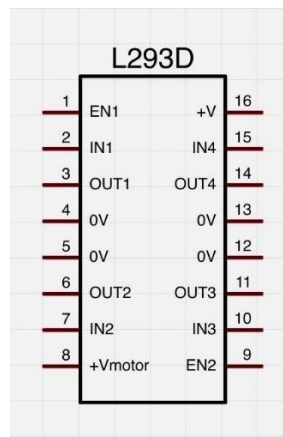 L293D
1 EN1 +V 16
2 IN1 IN4 15
3 OUT1 OUT4 14
4 0V 0V 13
5 0V 0V 12
6 OUT2 OUT3 11
7 IN2 IN3 10
8 +Vmotor EN2 9